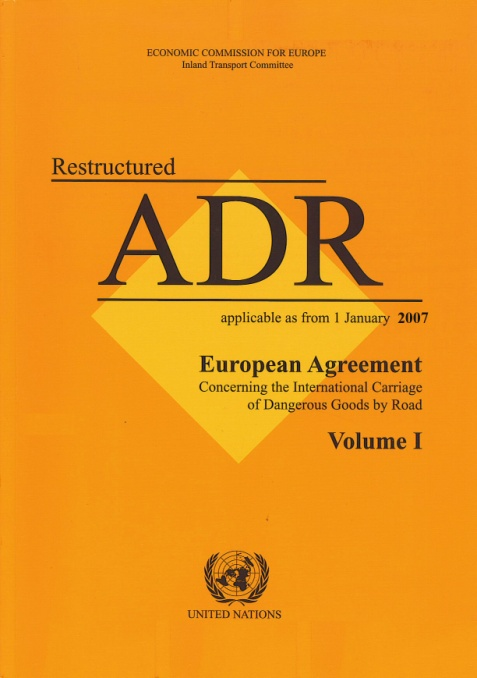 ECONOMIC COMMISSION FOR EUROPE
Inland Transport Committee
Restructured
ADR
applicable as from 1 January 2007
European Agreement
Concerning the International Carriage
of Dangerous Goods by Road
Volume I
UNITED NATIONS